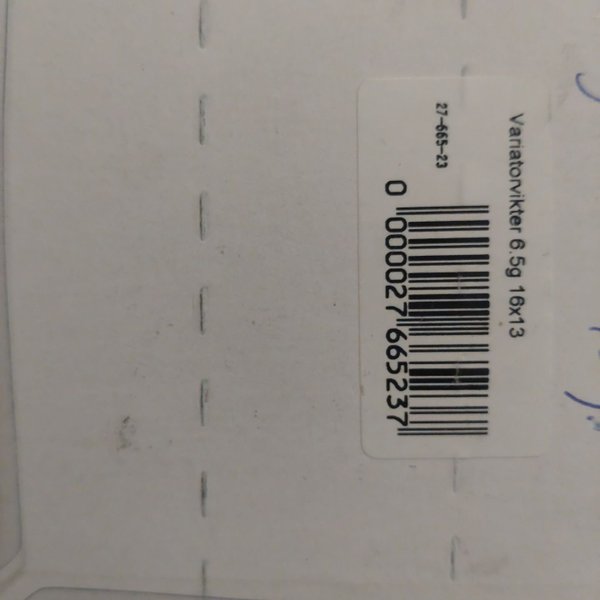 Variatorvikter 6.5g 16x13
27-665-23
0 000027 665237